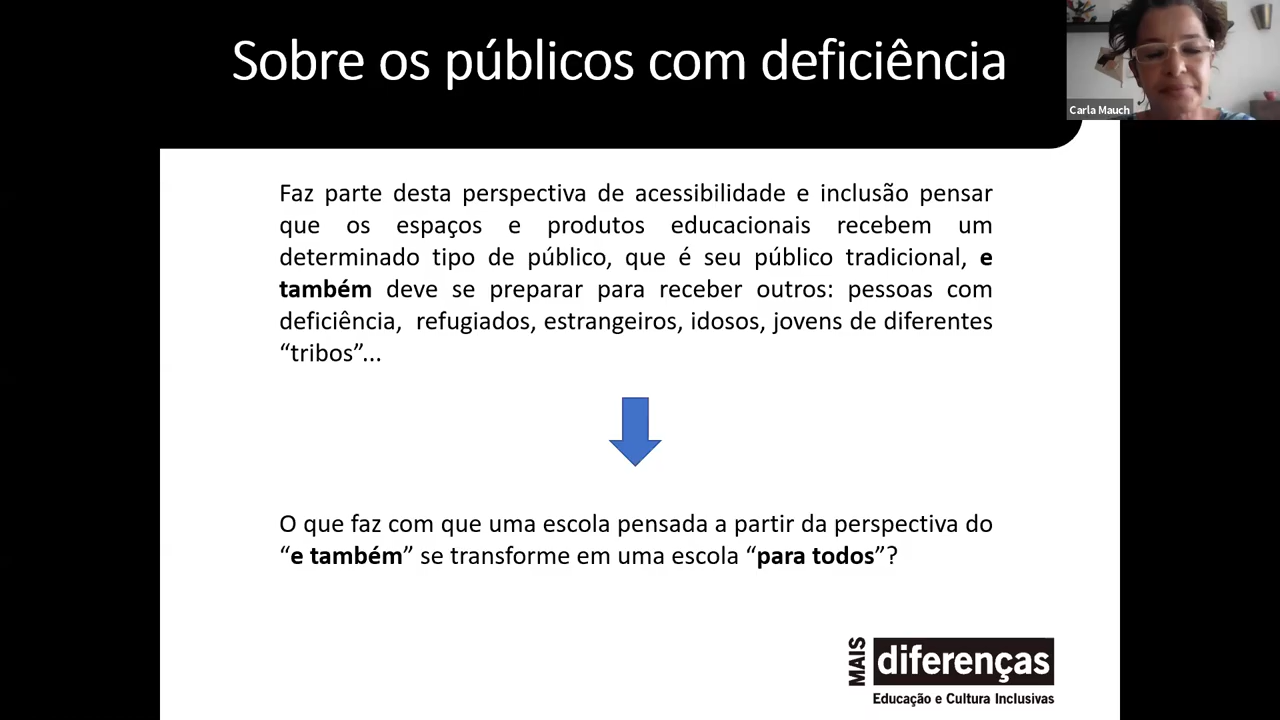 Sobre os públicos com deficiência
Carla Mauch
Faz parte desta perspectiva de acessibilidade e inclusão pensar
que os espaços e produtos educacionais recebem um
determinado tipo de público, que é seu público tradicional, e
também deve se preparar para receber outros: pessoas com
deficiência, refugiados, estrangeiros, idosos, jovens de diferentes
“tribos”...
O que faz com que uma escola pensada a partir da perspectiva do
“e também” se transforme em uma escola “para todos”?
MAIS
diferenças
Educação e Cultura Inclusivas